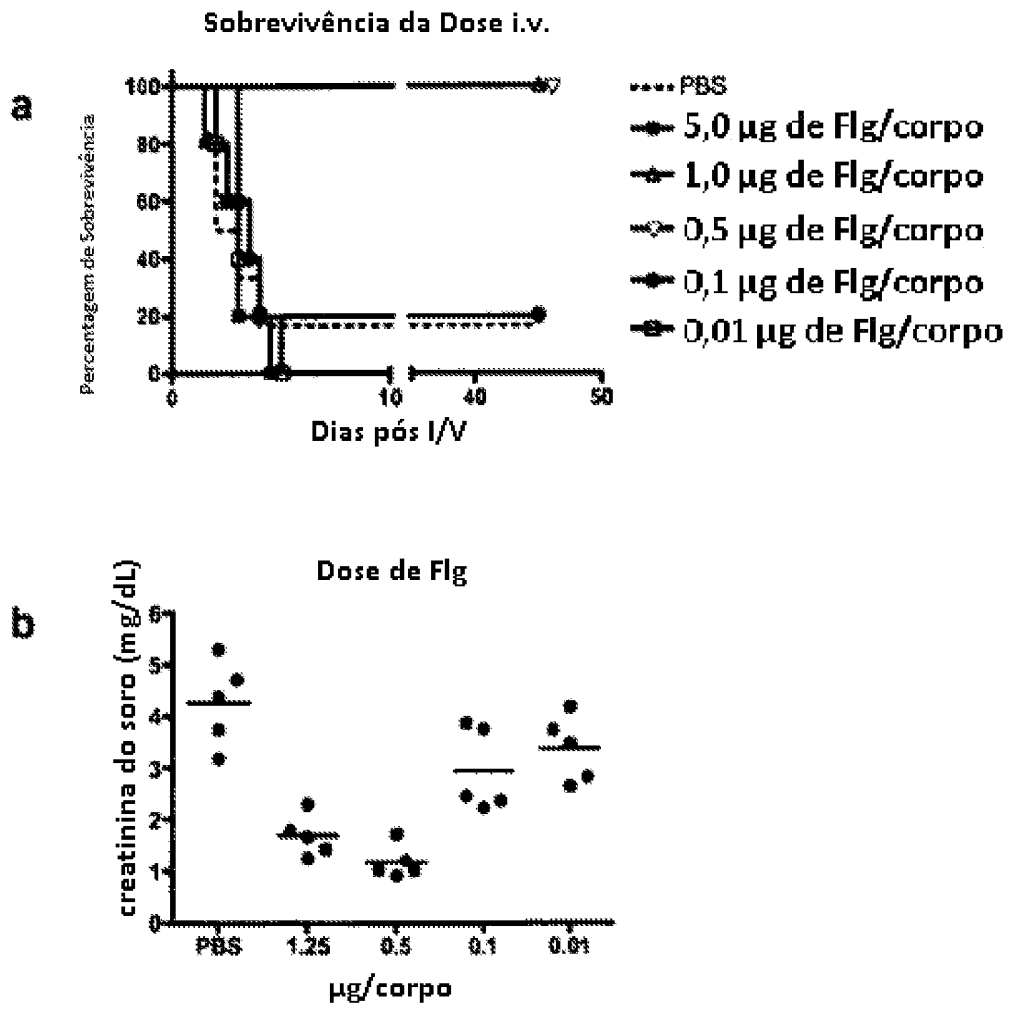 Sobrevivência da Dose i.v.
a
Percentagem de Sobrevivência
100
80
60
40
20
0
0 10 40 50
Dias pós I/V
PBS
5,0 µg de Flg/corpo
1,0 µg de Flg/corpo
0,5 µg de Flg/corpo
0,1 µg de Flg/corpo
0,01 µg de Flg/corpo
b
Dose de Flg
creatinina do soro (mg/dL)
6
5
4
3
2
1
0
PBS 1.25 0.5 0.1 0.01
µg/corpo